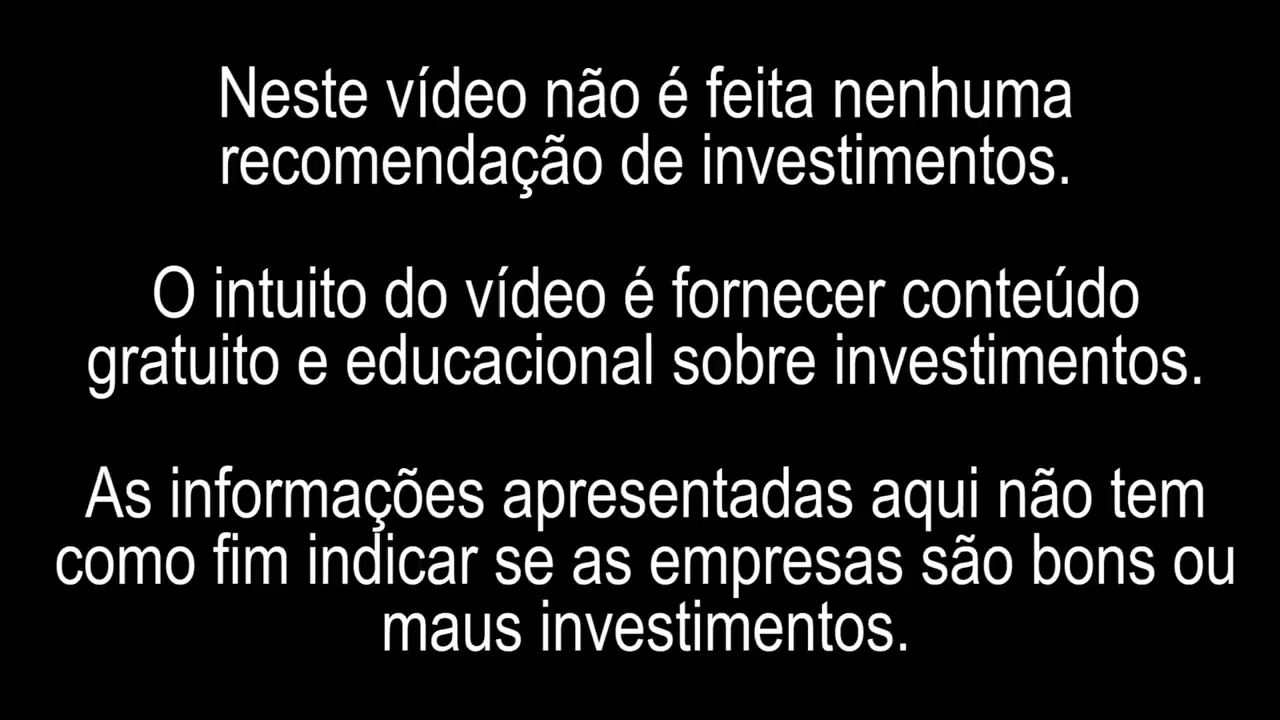 Neste vídeo não é feita nenhuma
recomendação de investimentos.
O intuito do vídeo é fornecer conteúdo
gratuito e educacional sobre investimentos.
As informações apresentadas aqui não tem
como fim indicar se as empresas são bons ou
maus investimentos.